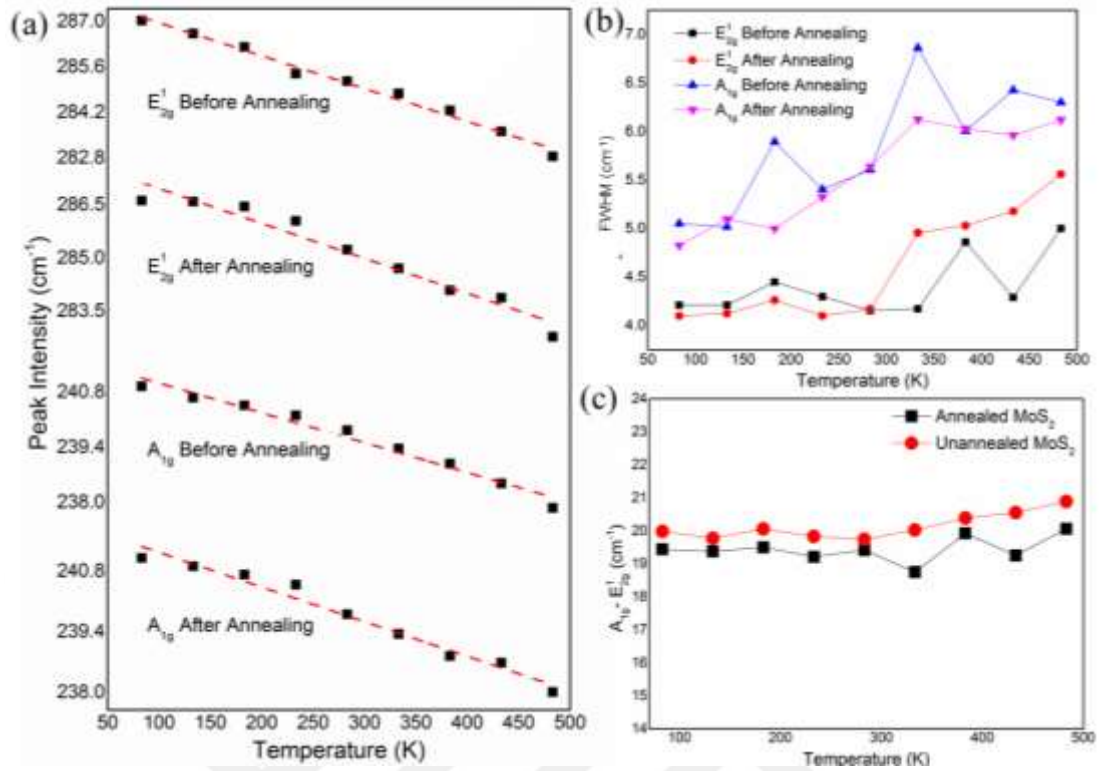 (a)
287.0
285.6
284.2
282.8
286.5
285.0
283.5
240.8
239.4
238.0
240.8
239.4
238.0
Peak Intensity (cm⁻¹)
E¹₂g Before Annealing
E¹₂g After Annealing
A₁g Before Annealing
A₁g After Annealing
50 100 150 200 250 300 350 400 450 500
Temperature (K)
(b)
E¹₂g Before Annealing
E¹₂g After Annealing
A₁g Before Annealing
A₁g After Annealing
7.0
6.5
6.0
5.5
5.0
4.5
4.0
FWHM (cm⁻¹)
50 100 150 200 250 300 350 400 450 500
Temperature (K)
(c)
Annealed MoS₂
Unannealed MoS₂
24
23
22
21
20
19
18
17
16
15
14
A₁g- E¹₂g (cm⁻¹)
100 200 300 400 500
Temperature (K)